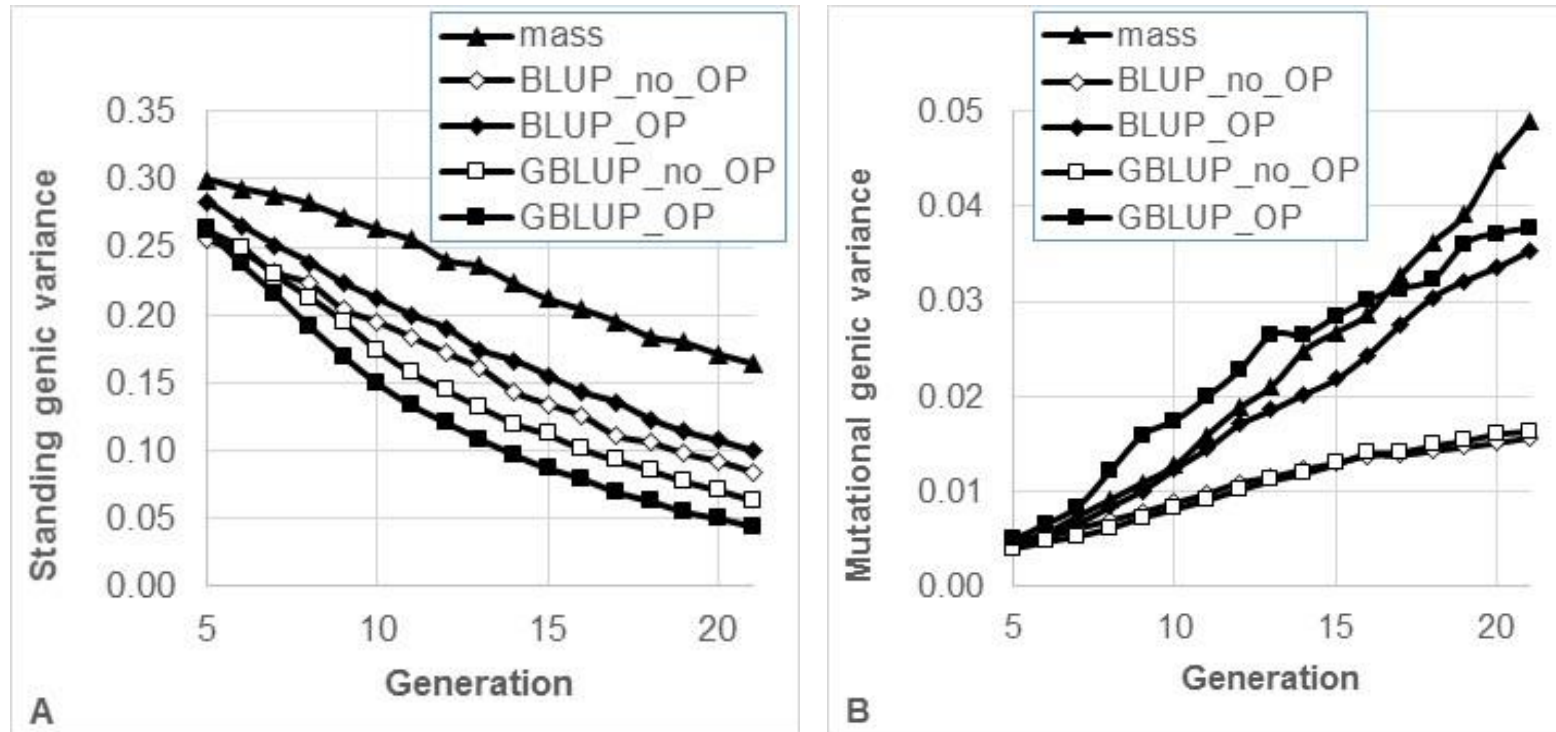 mass
BLUP_no_OP
BLUP_OP
GBLUP_no_OP
GBLUP_OP
0.35
0.30
0.25
0.20
0.15
0.10
0.05
0.00
Standing genic variance
5 10 15 20
Generation
A
mass
BLUP_no_OP
BLUP_OP
GBLUP_no_OP
GBLUP_OP
0.05
0.04
0.03
0.02
0.01
0.00
Mutational genic variance
5 10 15 20
Generation
B